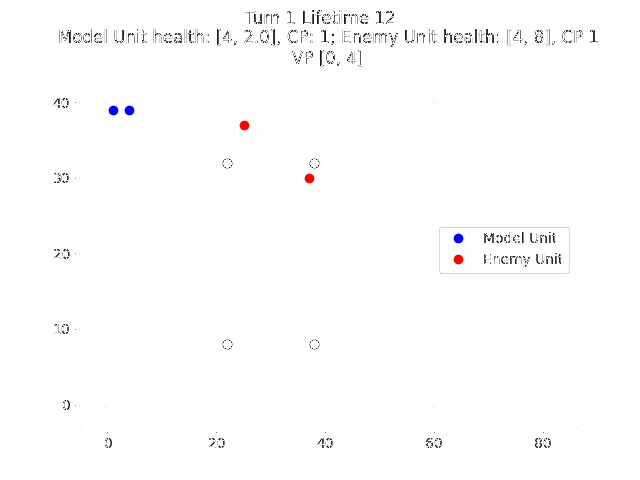 Turn 1 Lifetime 12
Model Unit health: [4, 2.0], CP: 1; Enemy Unit health: [4, 8], CP 1
VP [0, 4]
40
30
20
10
0
Model Unit
Enemy Unit
0 20 40 60 80